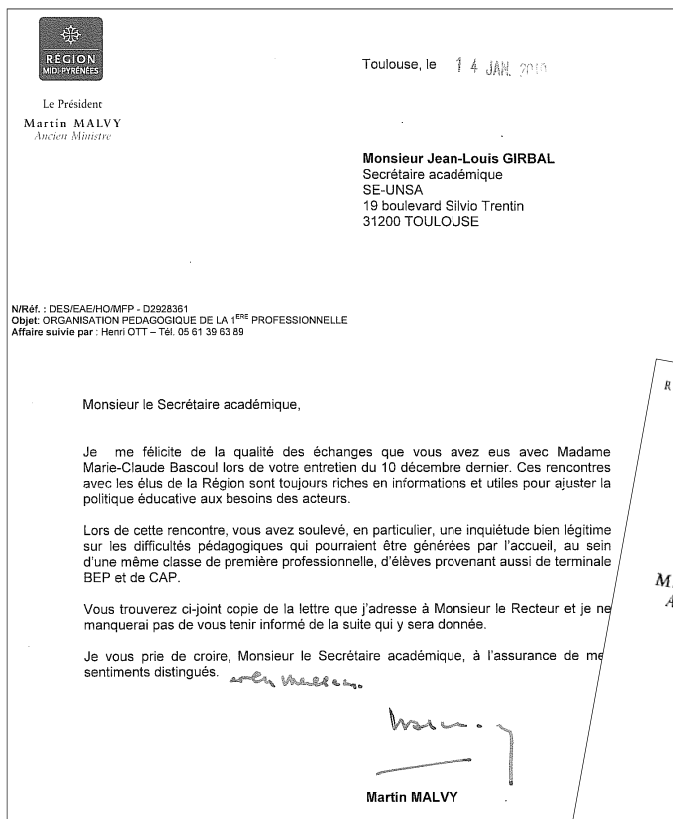 RÉGION
MIDI-PYRÉNÉES
Le Président
Martin MALVY
Ancien Ministre
Toulouse, le 14 JAN.
Monsieur Jean-Louis GIRBAL
Secrétaire académique
SE-UNSA
19 boulevard Silvio Trentin
31200 TOULOUSE
N/Réf. : DES/EAE/HO/MFP - D2928361
Objet: ORGANISATION PEDAGOGIQUE DE LA 1ERE PROFESSIONNELLE
Affaire suivie par : Henri OTT – Tél. 05 61 39 63 89
Monsieur le Secrétaire académique,
Je me félicite de la qualité des échanges que vous avez eus avec Madame
Marie-Claude Bascoul lors de votre entretien du 10 décembre dernier. Ces rencontres
avec les élus de la Région sont toujours riches en informations et utiles pour ajuster la
politique éducative aux besoins des acteurs.
Lors de cette rencontre, vous avez soulevé, en particulier, une inquiétude bien légitime
sur les difficultés pédagogiques qui pourraient être générées par l'accueil, au sein
d'une même classe de première professionnelle, d'élèves provenant aussi de terminale
BEP et de CAP.
Vous trouverez ci-joint copie de la lettre que j'adresse à Monsieur le Recteur et je ne
manquerai pas de vous tenir informé de la suite qui y sera donnée.
Je vous prie de croire, Monsieur le Secrétaire académique, à l'assurance de me
sentiments distingués.
Martin MALVY
R
M
A